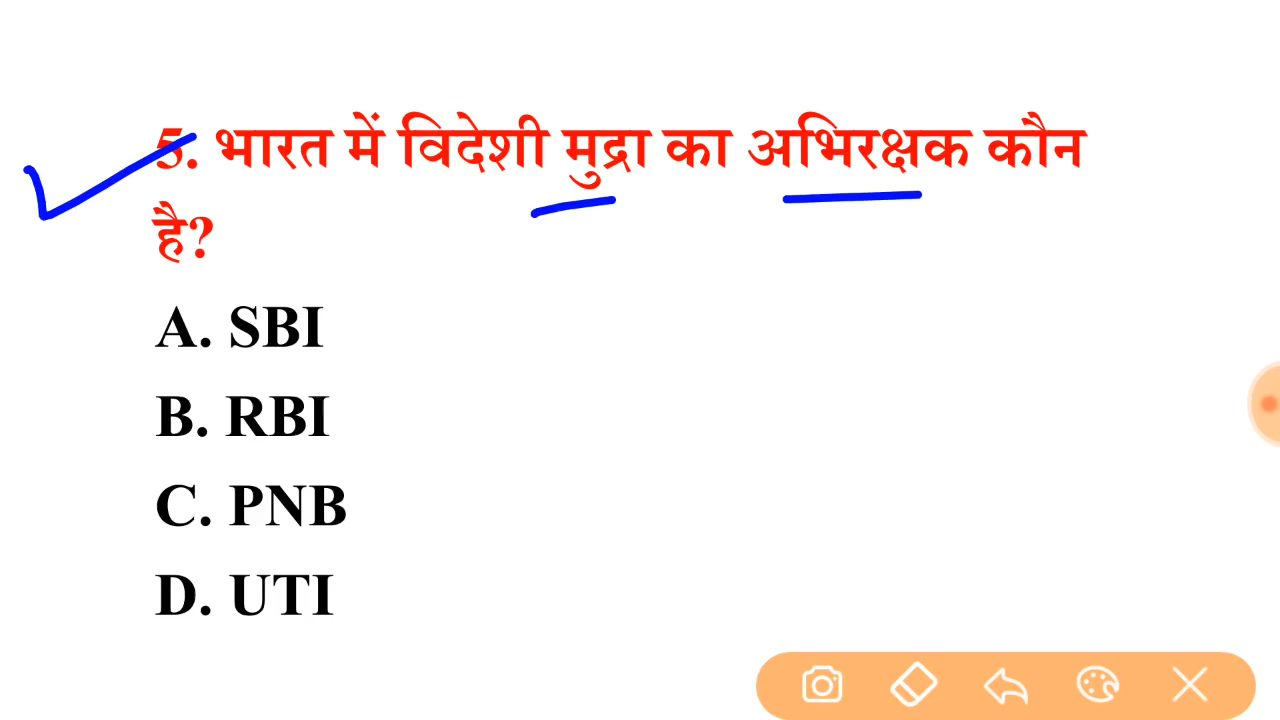 5. भारत में विदेशी मुद्रा का अभिरक्षक कौन
है?
A. SBI
B. RBI
C. PNB
D. UTI